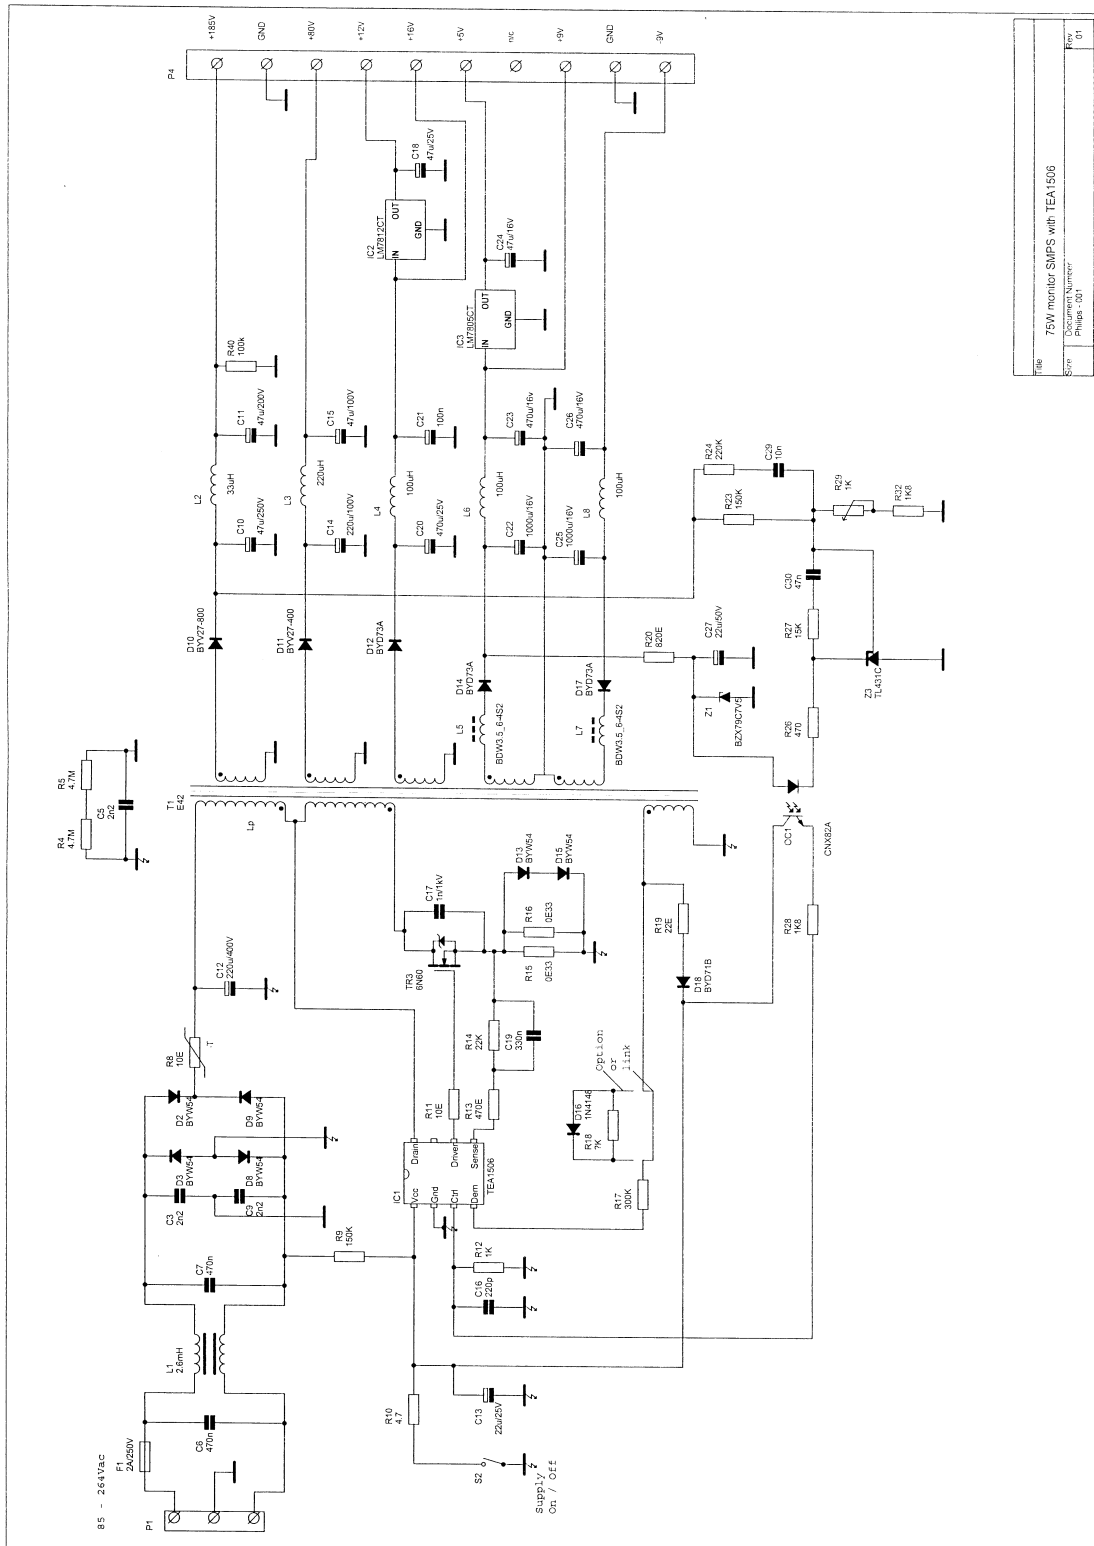 85 - 264Vac
P1
F1
2A/250V
C6
470n
L1
2.6mH
C7
470n
C3
2n2
C9
2n2
D3
BYW54
D8
BYW54
D2
BYW54
D9
BYW54
R8
10E
-T
C12
220u/400V
R4
4.7M
R5
4.7M
C5
2n2
T1
E42
Lp
R9
150K
R10
4.7
S2
Supply
On / Off
C13
22u/25V
C16
220p
R12
1K
IC1
TEA1506
Vcc
Gnd
Ctrl
Dem
Drain
Driver
Sense
R11
10E
R13
470E
R14
22K
C19
330n
TR3
6N60
C17
1n/1kV
R15
0E33
R16
0E33
D13
BYW54
D15
BYW54
R17
300K
R18
?K
D16
1N4148
option
or
link
D18
BYD71B
R19
22E
R28
1K8
OC1
CNX82A
D10
BYV27-800
D11
BYV27-400
D12
BYD73A
D14
BYD73A
D17
BYD73A
L5
BDW3.5_6-4S2
L7
BDW3.5_6-4S2
C10
47u/250V
L2
33uH
C11
47u/200V
R40
100k
C14
220u/100V
L3
220uH
C15
47u/100V
C20
470u/25V
L4
100uH
C21
100n
IC2
LM7812CT
IN
OUT
GND
C18
47u/25V
C22
1000u/16V
L6
100uH
C23
470u/16v
IC3
LM7805CT
IN
OUT
GND
C24
47u/16V
C25
1000u/16V
L8
100uH
C26
470u/16V
R20
820E
C27
22u/50V
Z1
BZX79C7V5
R26
470
R27
15K
C30
47n
Z3
TL431C
R23
150K
R24
220K
C29
10n
R29
1K
R32
1K8
P4
+185V
GND
+80V
+12V
+16V
+5V
n/c
+9V
GND
-9V
Title
75W monitor SMPS with TEA1506
Size
Document Number
Philips - 001
Rev
01